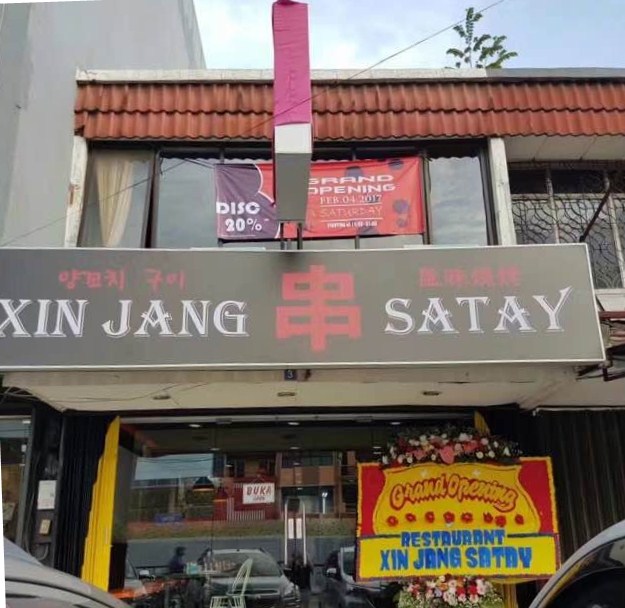 GRAND
OPENING
DISC
20%
FEB.04.2017
SATURDAY
양꼬치 구이
XIN JANG
串
SATAY
BUKA
Grand Opening
RESTAURANT
XIN JANG SATAY